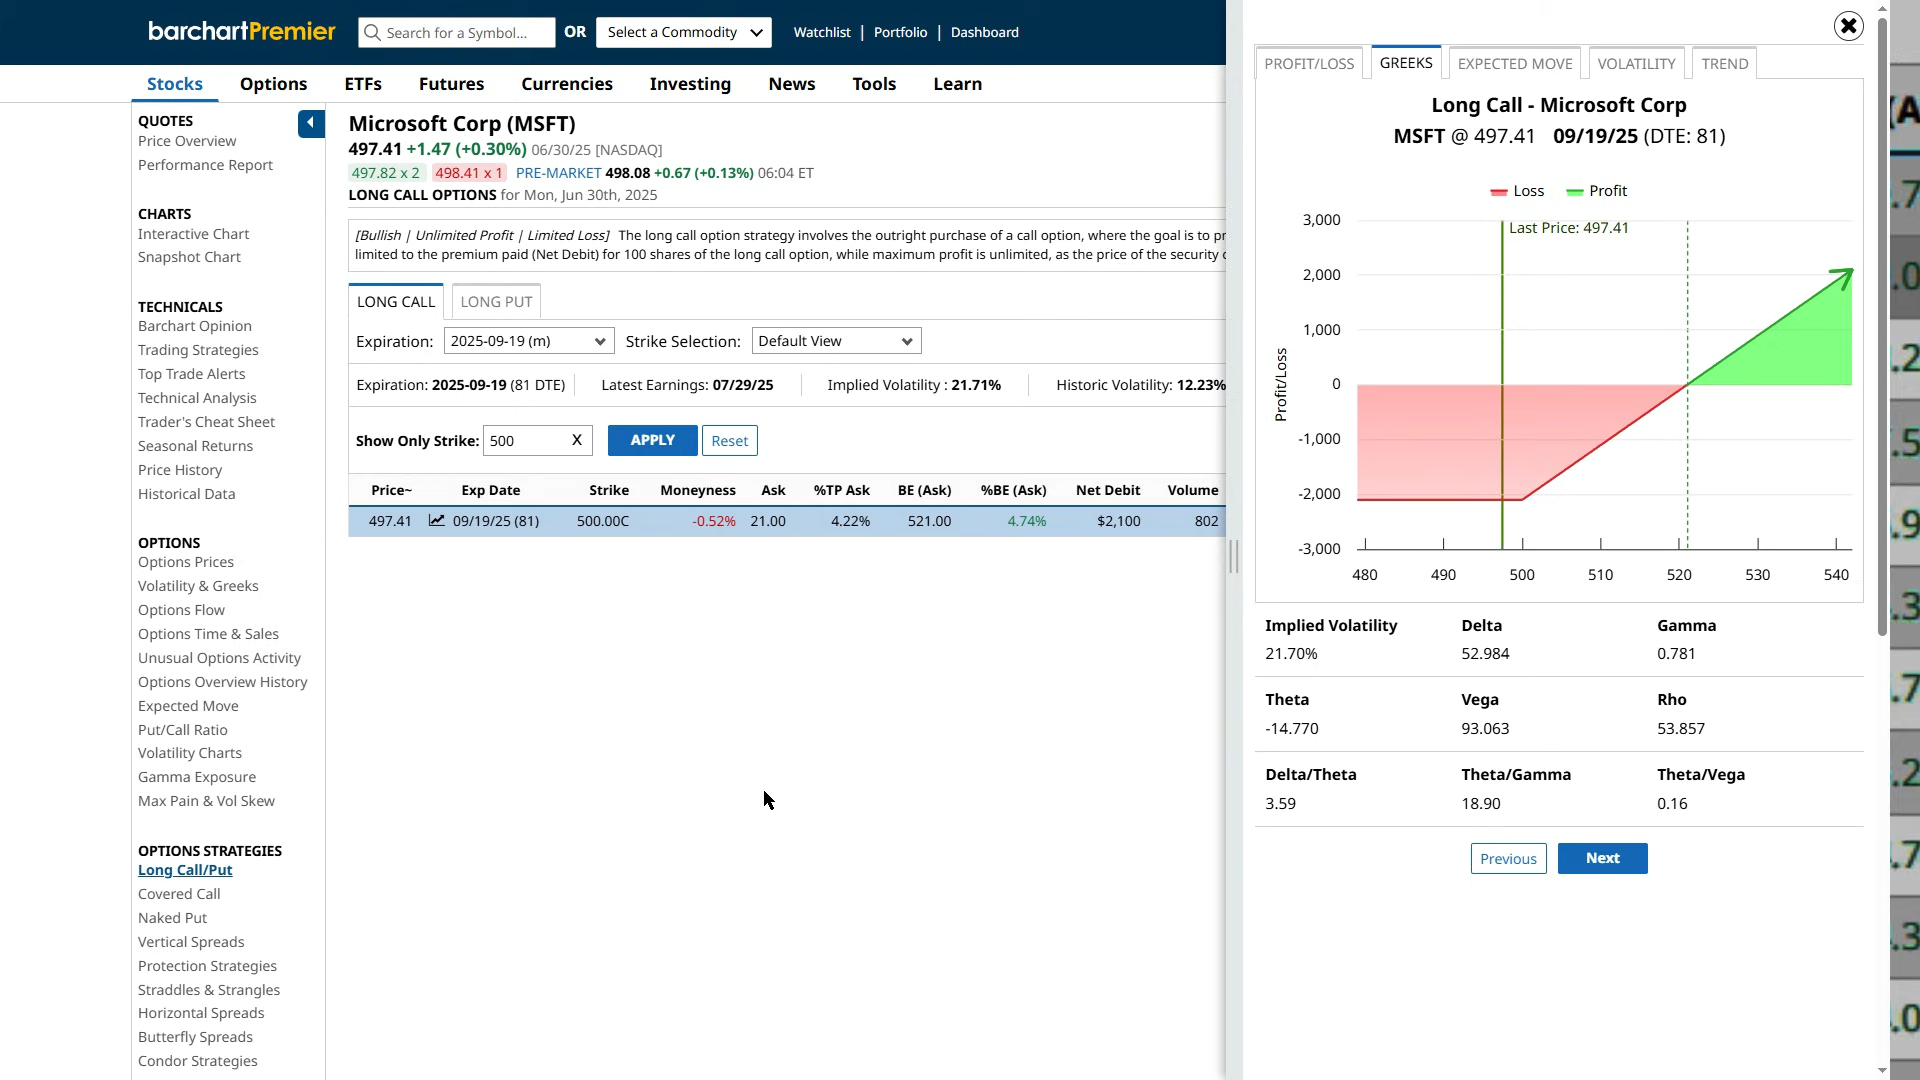 barchartPremier
Search for a Symbol...
OR
Select a Commodity
Watchlist | Portfolio | Dashboard
Stocks Options ETFs Futures Currencies Investing News Tools Learn
QUOTES
Price Overview
Performance Report
CHARTS
Interactive Chart
Snapshot Chart
TECHNICALS
Barchart Opinion
Trading Strategies
Top Trade Alerts
Technical Analysis
Trader's Cheat Sheet
Seasonal Returns
Price History
Historical Data
OPTIONS
Options Prices
Volatility & Greeks
Options Flow
Options Time & Sales
Unusual Options Activity
Options Overview History
Expected Move
Put/Call Ratio
Volatility Charts
Gamma Exposure
Max Pain & Vol Skew
OPTIONS STRATEGIES
Long Call/Put
Covered Call
Naked Put
Vertical Spreads
Protection Strategies
Straddles & Strangles
Horizontal Spreads
Butterfly Spreads
Condor Strategies
Microsoft Corp (MSFT)
497.41 +1.47 (+0.30%) 06/30/25 [NASDAQ]
497.82 x 2 498.41 x 1 PRE-MARKET 498.08 +0.67 (+0.13%) 06:04 ET
LONG CALL OPTIONS for Mon, Jun 30th, 2025
[Bullish | Unlimited Profit | Limited Loss] The long call option strategy involves the outright purchase of a call option, where the goal is to pr
limited to the premium paid (Net Debit) for 100 shares of the long call option, while maximum profit is unlimited, as the price of the security
LONG CALL LONG PUT
Expiration: 2025-09-19 (m) Strike Selection: Default View
Expiration: 2025-09-19 (81 DTE) Latest Earnings: 07/29/25 Implied Volatility : 21.71% Historic Volatility: 12.23%
Show Only Strike: 500 X APPLY Reset
Price~ Exp Date Strike Moneyness Ask %TP Ask BE (Ask) %BE (Ask) Net Debit Volume
497.41 09/19/25 (81) 500.00C -0.52% 21.00 4.22% 521.00 4.74% $2,100 802
PROFIT/LOSS GREEKS EXPECTED MOVE VOLATILITY TREND
Long Call - Microsoft Corp
MSFT @ 497.41 09/19/25 (DTE: 81)
Loss Profit
Last Price: 497.41
Profit/Loss
3,000
2,000
1,000
0
-1,000
-2,000
-3,000
480 490 500 510 520 530 540
Implied Volatility Delta Gamma
21.70% 52.984 0.781
Theta Vega Rho
-14.770 93.063 53.857
Delta/Theta Theta/Gamma Theta/Vega
3.59 18.90 0.16
Previous Next